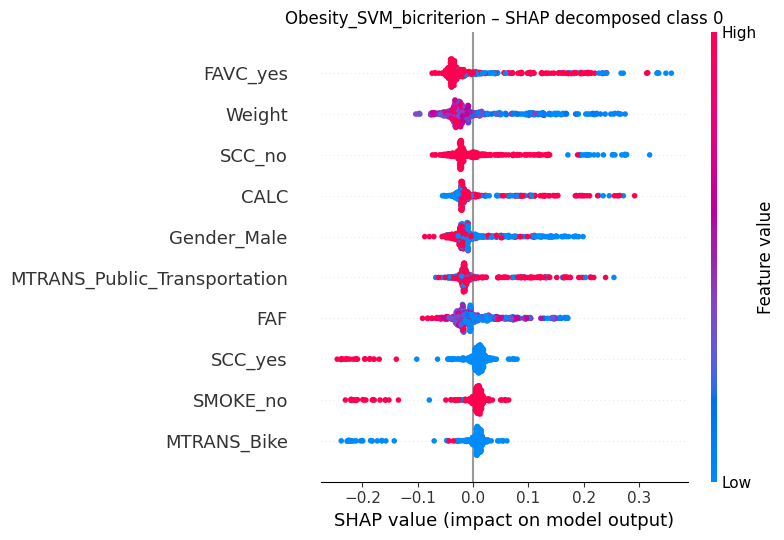 Obesity_SVM_bicriterion – SHAP decomposed class 0
High
FAVC_yes
Weight
SCC_no
CALC
Gender_Male
MTRANS_Public_Transportation
FAF
SCC_yes
SMOKE_no
MTRANS_Bike
Feature value
Low
−0.2 −0.1 0.0 0.1 0.2 0.3
SHAP value (impact on model output)